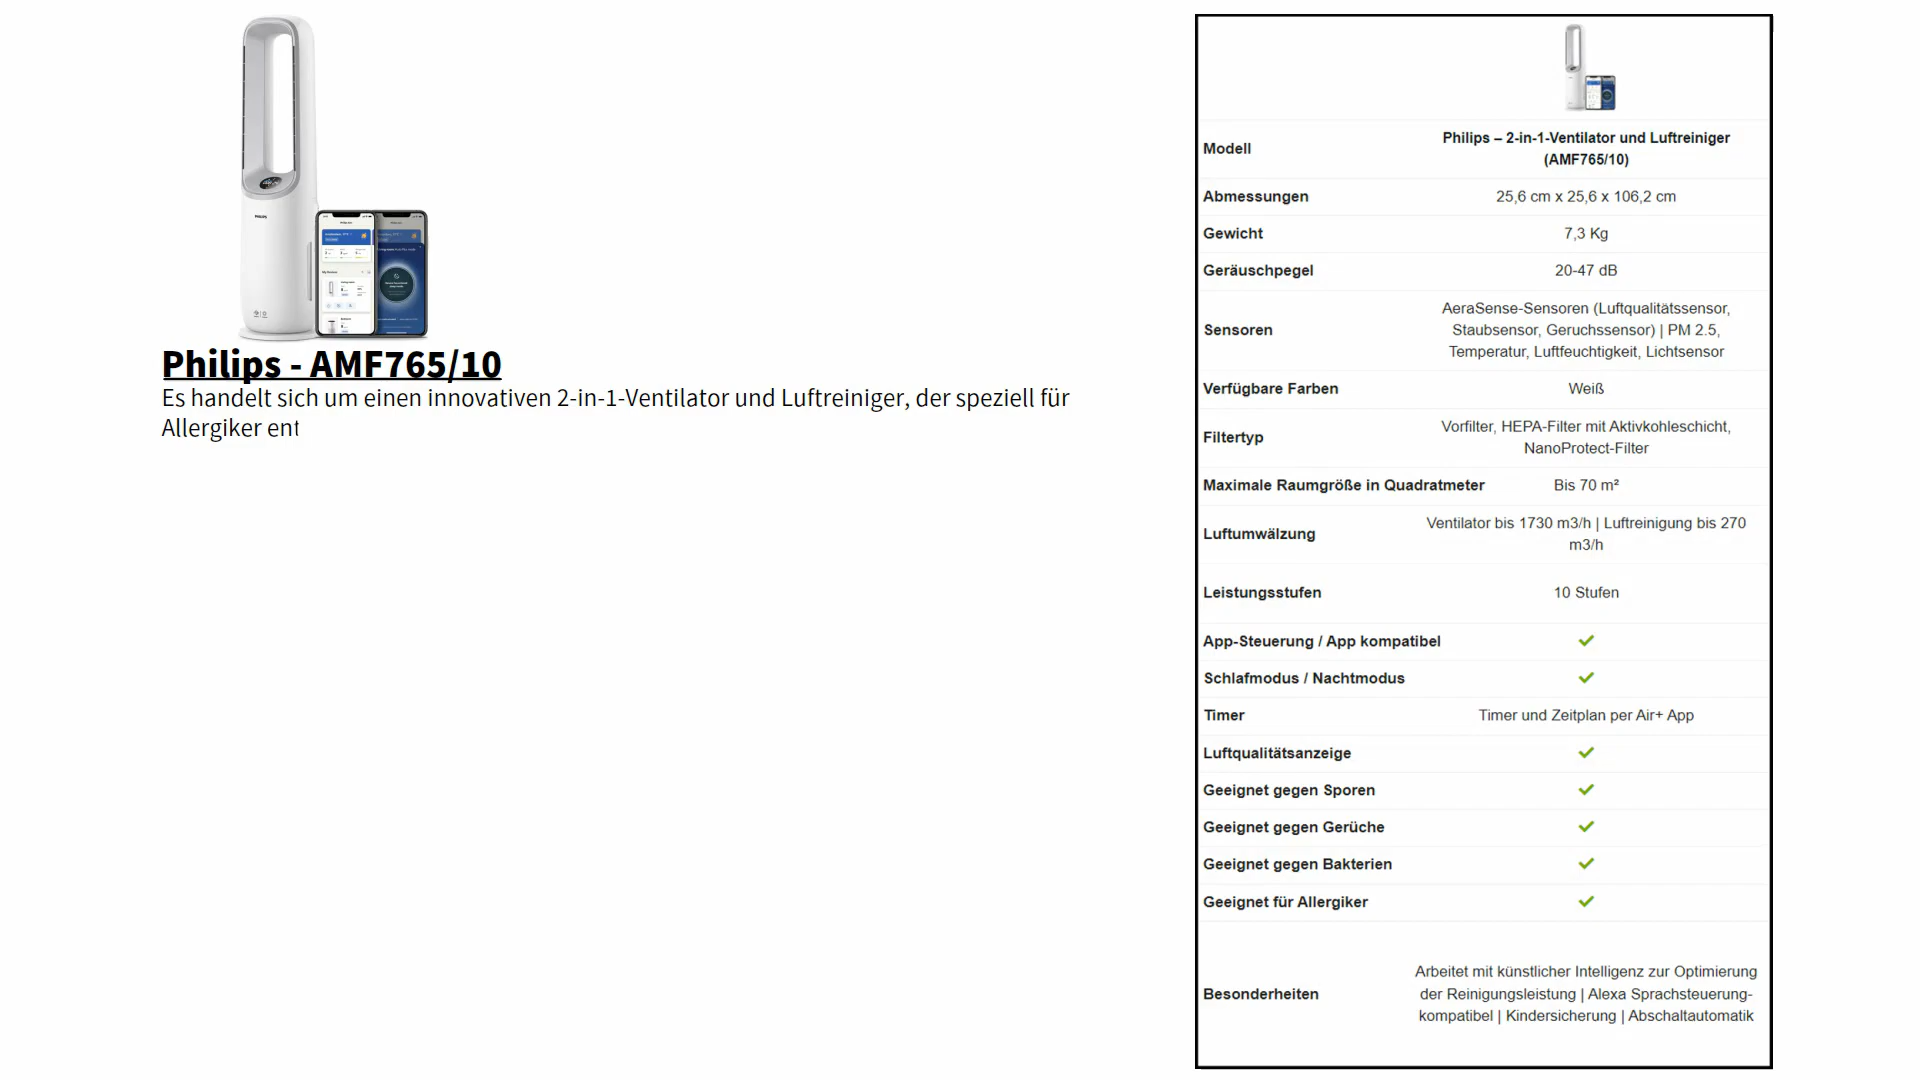 PHILIPS
Philips - AMF765/10
Es handelt sich um einen innovativen 2-in-1-Ventilator und Luftreiniger, der speziell für
Allergiker ent
Modell
Philips – 2-in-1-Ventilator und Luftreiniger
(AMF765/10)
Abmessungen
25,6 cm x 25,6 x 106,2 cm
Gewicht
7,3 Kg
Geräuschpegel
20-47 dB
Sensoren
AeraSense-Sensoren (Luftqualitätssensor,
Staubsensor, Geruchssensor) | PM 2.5,
Temperatur, Luftfeuchtigkeit, Lichtsensor
Verfügbare Farben
Weiß
Filtertyp
Vorfilter, HEPA-Filter mit Aktivkohleschicht,
NanoProtect-Filter
Maximale Raumgröße in Quadratmeter
Bis 70 m²
Luftumwälzung
Ventilator bis 1730 m3/h | Luftreinigung bis 270
m3/h
Leistungsstufen
10 Stufen
App-Steuerung / App kompatibel
Schlafmodus / Nachtmodus
Timer
Timer und Zeitplan per Air+ App
Luftqualitätsanzeige
Geeignet gegen Sporen
Geeignet gegen Gerüche
Geeignet gegen Bakterien
Geeignet für Allergiker
Besonderheiten
Arbeitet mit künstlicher Intelligenz zur Optimierung
der Reinigungsleistung | Alexa Sprachsteuerung-
kompatibel | Kindersicherung | Abschaltautomatik